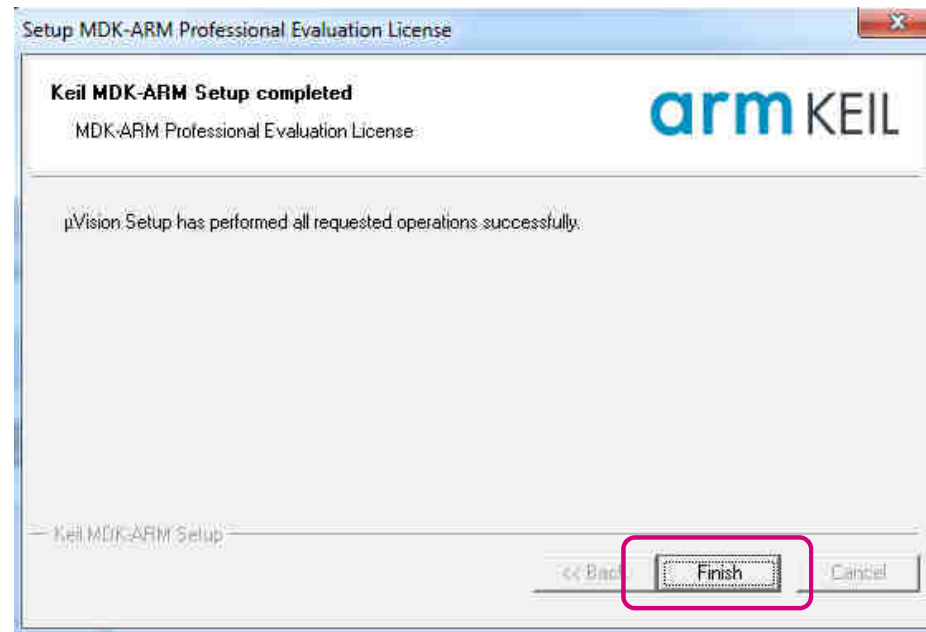 Setup MDK-ARM Professional Evaluation License
Keil MDK-ARM Setup completed
MDK-ARM Professional Evaluation License
arm KEIL
µVision Setup has performed all requested operations successfully.
Keil MDK-ARM Setup
<< Back
Finish
Cancel